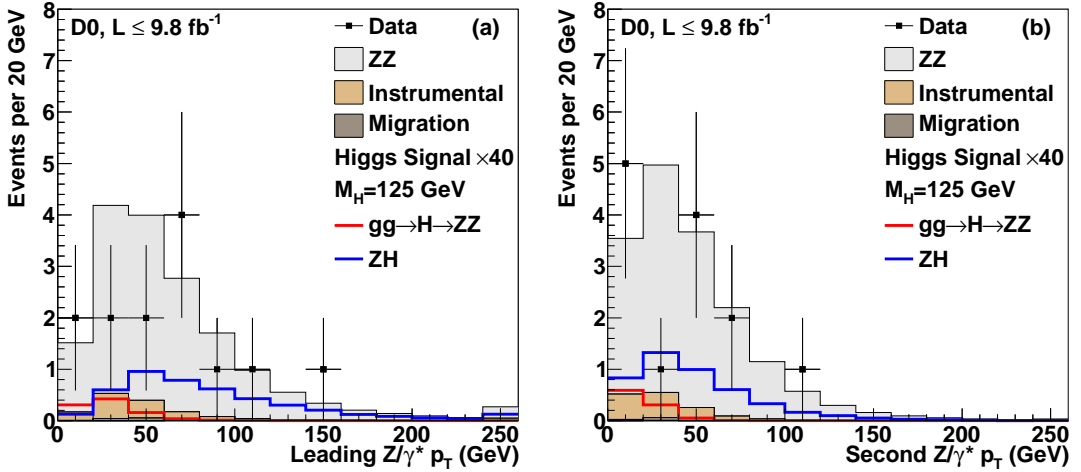 Events per 20 GeV
8
7
6
5
4
3
2
1
0
D0, L ≤ 9.8 fb⁻¹
(a)
Data
ZZ
Instrumental
Migration
Higgs Signal ×40
M_H=125 GeV
gg→H→ZZ
ZH
0 50 100 150 200 250
Leading Z/γ* p_T (GeV)
Events per 20 GeV
8
7
6
5
4
3
2
1
0
D0, L ≤ 9.8 fb⁻¹
(b)
Data
ZZ
Instrumental
Migration
Higgs Signal ×40
M_H=125 GeV
gg→H→ZZ
ZH
0 50 100 150 200 250
Second Z/γ* p_T (GeV)